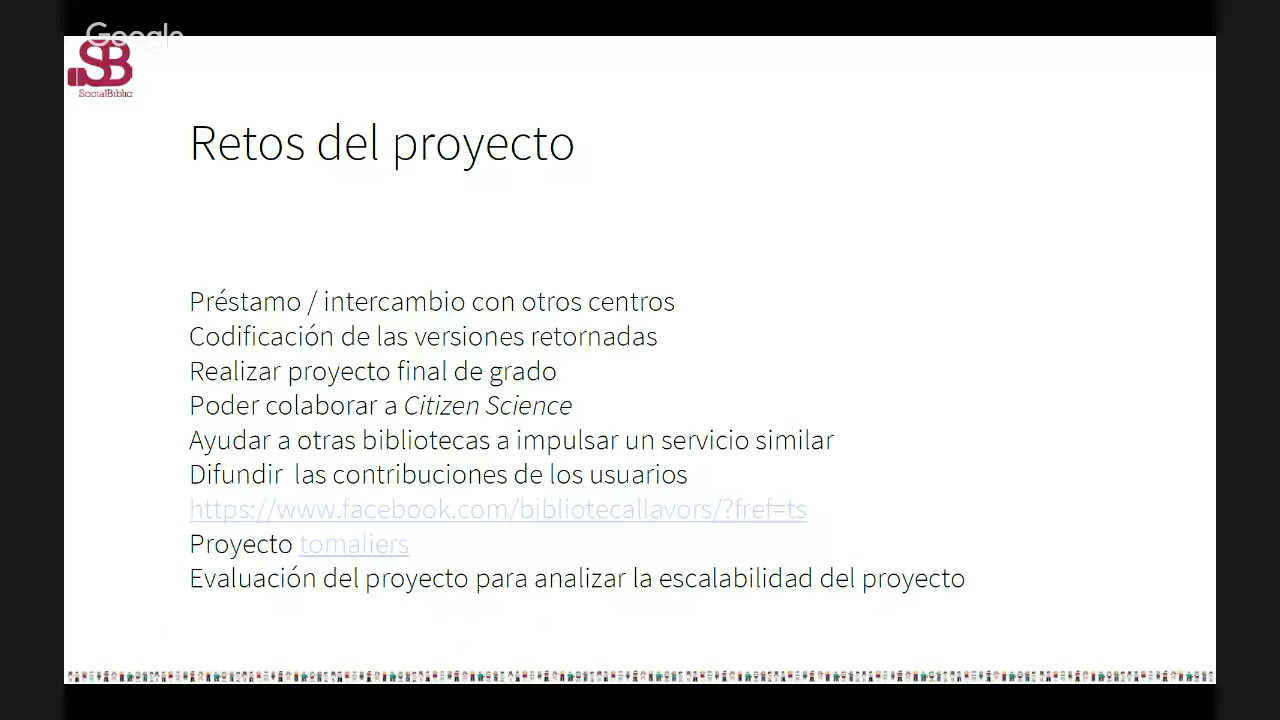 Google
SB
SocialBiblio
Retos del proyecto
Préstamo / intercambio con otros centros
Codificación de las versiones retornadas
Realizar proyecto final de grado
Poder colaborar a Citizen Science
Ayudar a otras bibliotecas a impulsar un servicio similar
Difundir las contribuciones de los usuarios
https://www.facebook.com/bibliotecallavors/?fref=ts
Proyecto tomaliers
Evaluación del proyecto para analizar la escalabilidad del proyecto